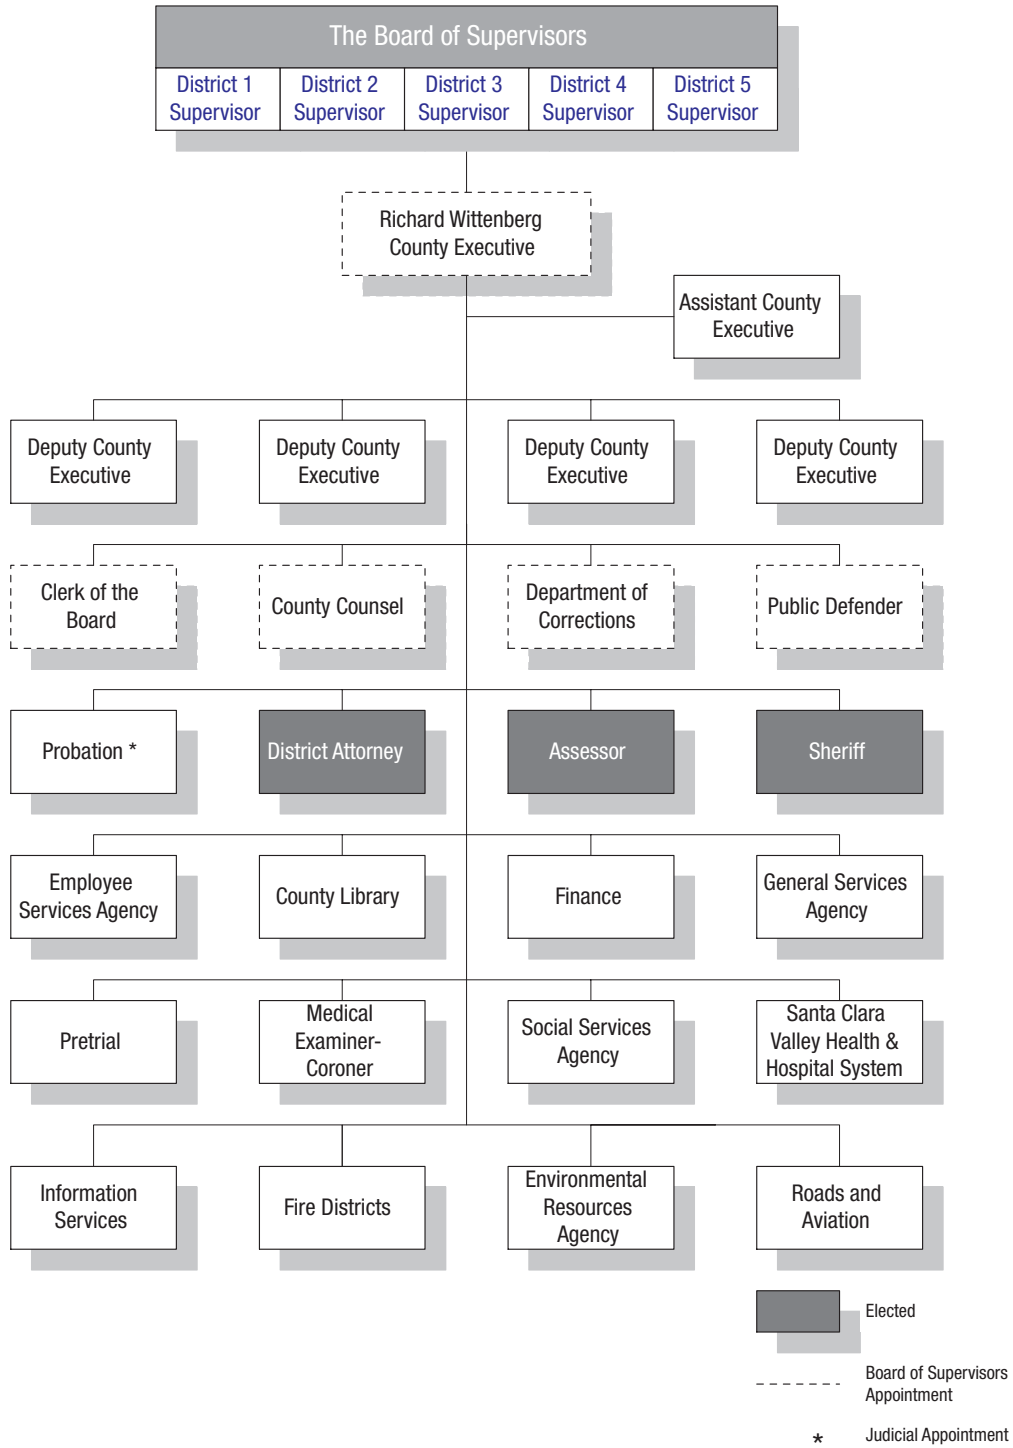 The Board of Supervisors
District 1
Supervisor
District 2
Supervisor
District 3
Supervisor
District 4
Supervisor
District 5
Supervisor
Richard Wittenberg
County Executive
Assistant County
Executive
Deputy County
Executive
Deputy County
Executive
Deputy County
Executive
Deputy County
Executive
Clerk of the
Board
County Counsel
Department of
Corrections
Public Defender
Probation *
District Attorney
Assessor
Sheriff
Employee
Services Agency
County Library
Finance
General Services
Agency
Pretrial
Medical
Examiner-
Coroner
Social Services
Agency
Santa Clara
Valley Health &
Hospital System
Information
Services
Fire Districts
Environmental
Resources
Agency
Roads and
Aviation
Elected
Board of Supervisors
Appointment
* Judicial Appointment